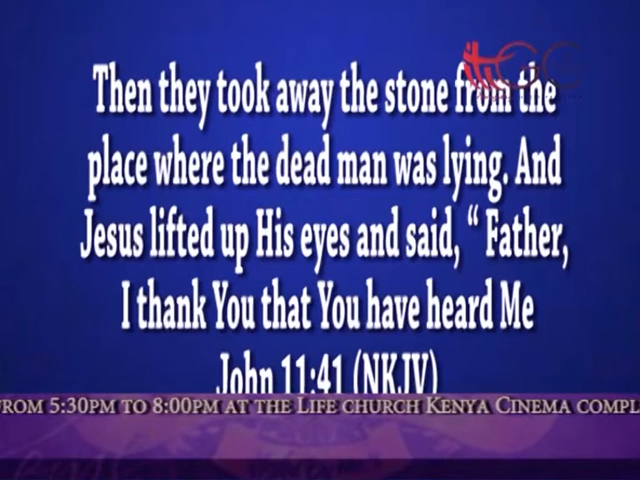 Then they took away the stone from the
place where the dead man was lying. And
Jesus lifted up His eyes and said, “ Father,
I thank You that You have heard Me
John 11:41 (NKJV)
FROM 5:30PM TO 8:00PM AT THE LIFE CHURCH KENYA CINEMA COMPL